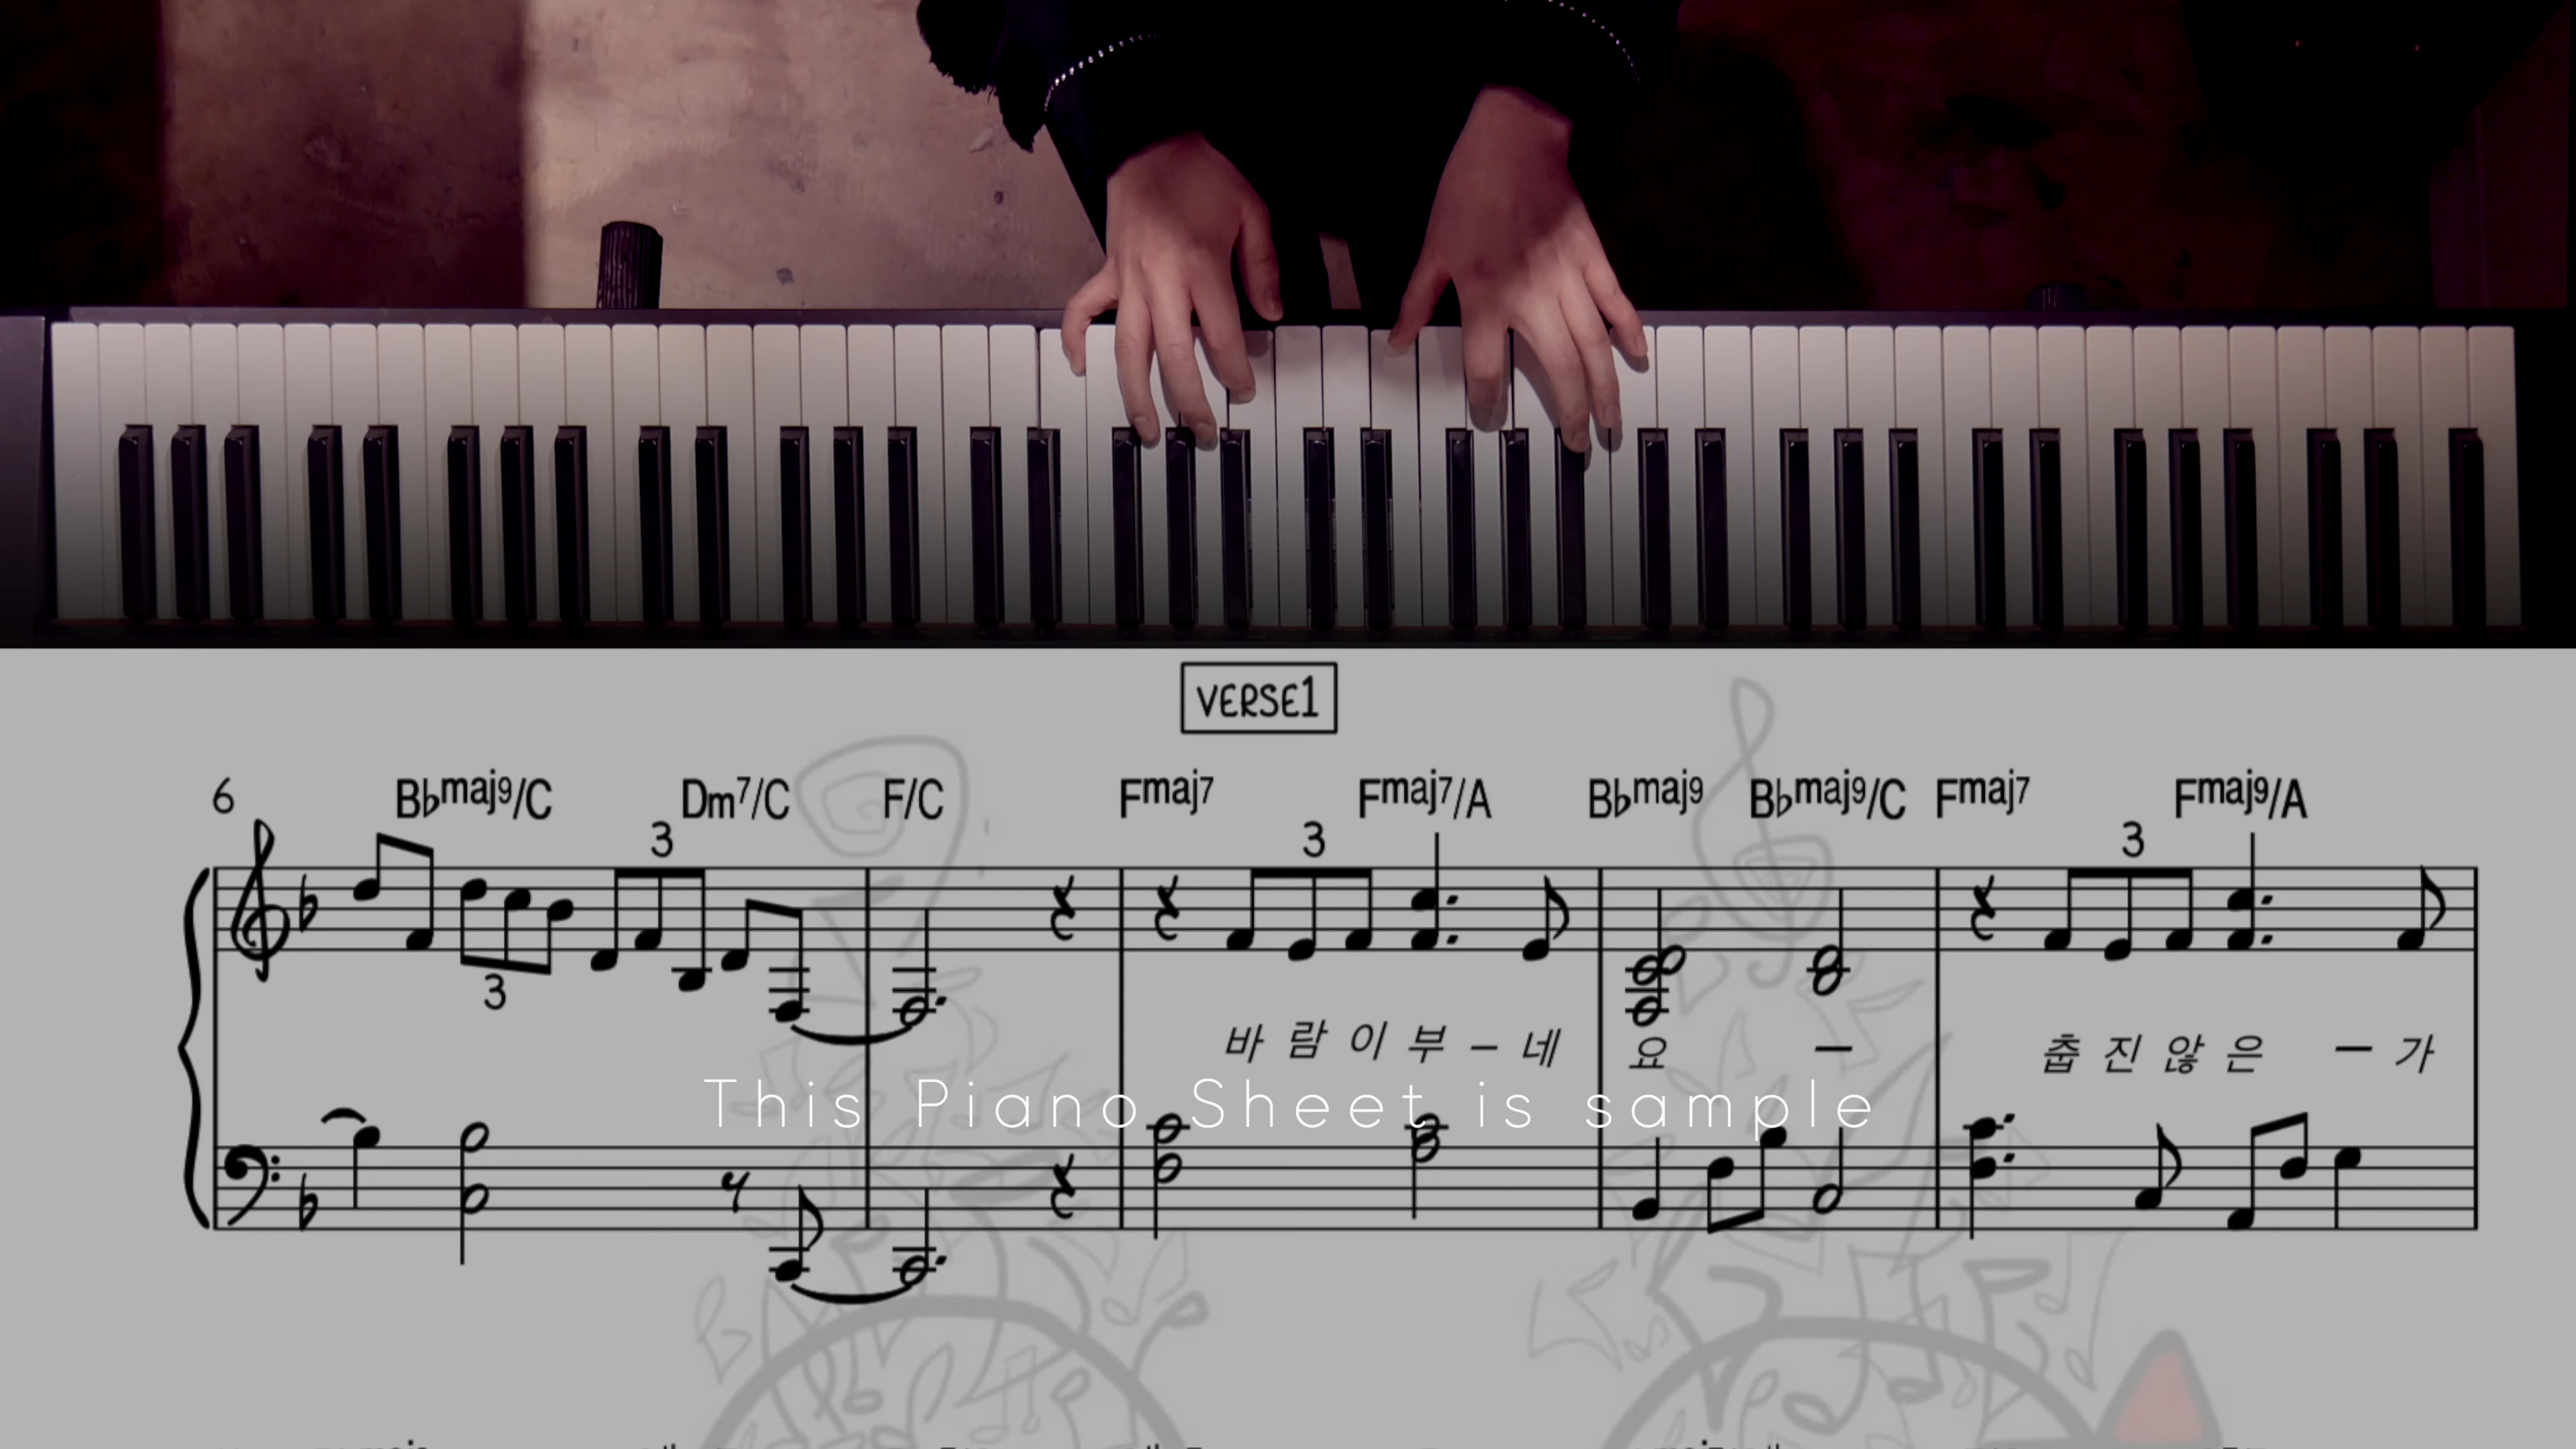 VERSE1
6 B♭maj9/C Dm7/C F/C Fmaj7 Fmaj7/A B♭maj9 B♭maj9/C Fmaj7 Fmaj9/A
3 3 3
3
바 람 이 부 – 네 요 – 춥 진 않 은 – 가
This Piano Sheet is sample